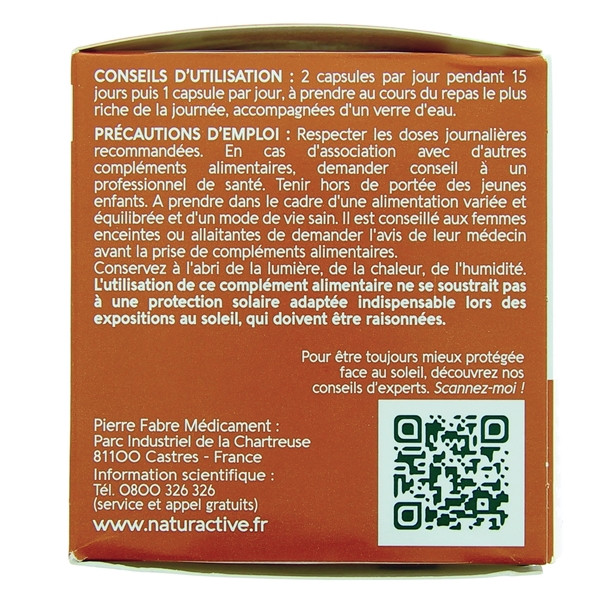 CONSEILS D'UTILISATION : 2 capsules par jour pendant 15
jours puis 1 capsule par jour, à prendre au cours du repas le plus
riche de la journée, accompagnées d'un verre d'eau.
PRÉCAUTIONS D'EMPLOI : Respecter les doses journalières
recommandées. En cas d'association avec d'autres
compléments alimentaires, demander conseil à un
professionnel de santé. Tenir hors de portée des jeunes
enfants. A prendre dans le cadre d'une alimentation variée et
équilibrée et d'un mode de vie sain. Il est conseillé aux femmes
enceintes ou allaitantes de demander l'avis de leur médecin
avant la prise de compléments alimentaires.
Conservez à l'abri de la lumière, de la chaleur, de l'humidité.
L'utilisation de ce complément alimentaire ne se soustrait pas
à une protection solaire adaptée indispensable lors des
expositions au soleil, qui doivent être raisonnées.
Pour être toujours mieux protégée
face au soleil, découvrez nos
conseils d'experts. Scannez-moi !
Pierre Fabre Médicament :
Parc Industriel de la Chartreuse
81100 Castres - France
Information scientifique :
Tél. 0800 326 326
(service et appel gratuits)
www.naturactive.fr